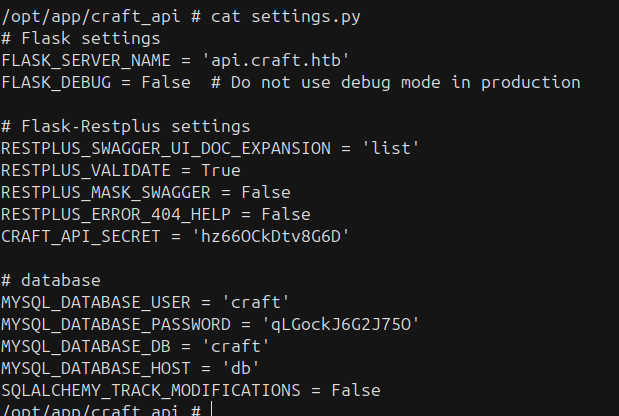 /opt/app/craft_api # cat settings.py
# Flask settings
FLASK_SERVER_NAME = 'api.craft.htb'
FLASK_DEBUG = False  # Do not use debug mode in production

# Flask-Restplus settings
RESTPLUS_SWAGGER_UI_DOC_EXPANSION = 'list'
RESTPLUS_VALIDATE = True
RESTPLUS_MASK_SWAGGER = False
RESTPLUS_ERROR_404_HELP = False
CRAFT_API_SECRET = 'hz66OCkDtv8G6D'

# database
MYSQL_DATABASE_USER = 'craft'
MYSQL_DATABASE_PASSWORD = 'qLGockJ6G2J75O'
MYSQL_DATABASE_DB = 'craft'
MYSQL_DATABASE_HOST = 'db'
SQLALCHEMY_TRACK_MODIFICATIONS = False
/opt/app/craft_api #